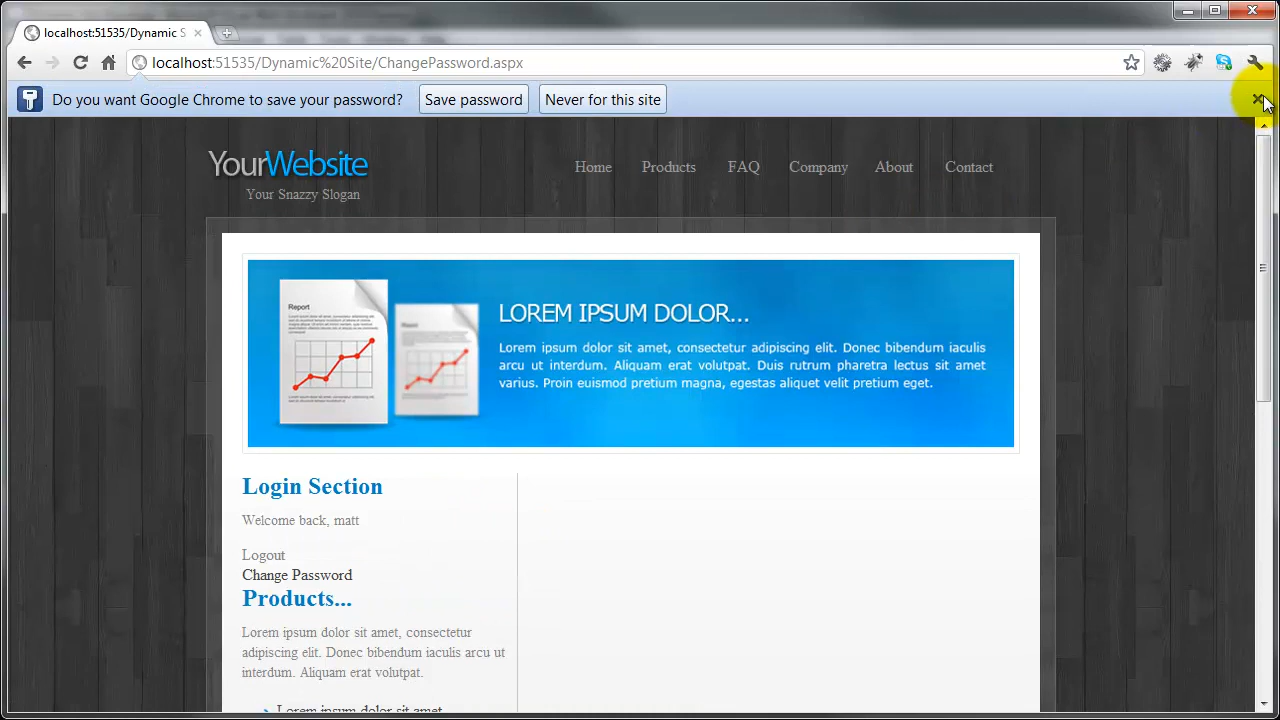 localhost:51535/Dynamic S
localhost:51535/Dynamic%20Site/ChangePassword.aspx
Do you want Google Chrome to save your password? Save password Never for this site
YourWebsite
Your Snazzy Slogan
Home Products FAQ Company About Contact
Report
Report
LOREM IPSUM DOLOR...
Lorem ipsum dolor sit amet, consectetur adipiscing elit. Donec bibendum iaculis
arcu ut interdum. Aliquam erat volutpat. Duis rutrum pharetra lectus sit amet
varius. Proin euismod pretium magna, egestas aliquet velit pretium eget.
Login Section
Welcome back, matt
Logout
Change Password
Products...
Lorem ipsum dolor sit amet, consectetur
adipiscing elit. Donec bibendum iaculis arcu ut
interdum. Aliquam erat volutpat.
Lorem ipsum dolor sit amet